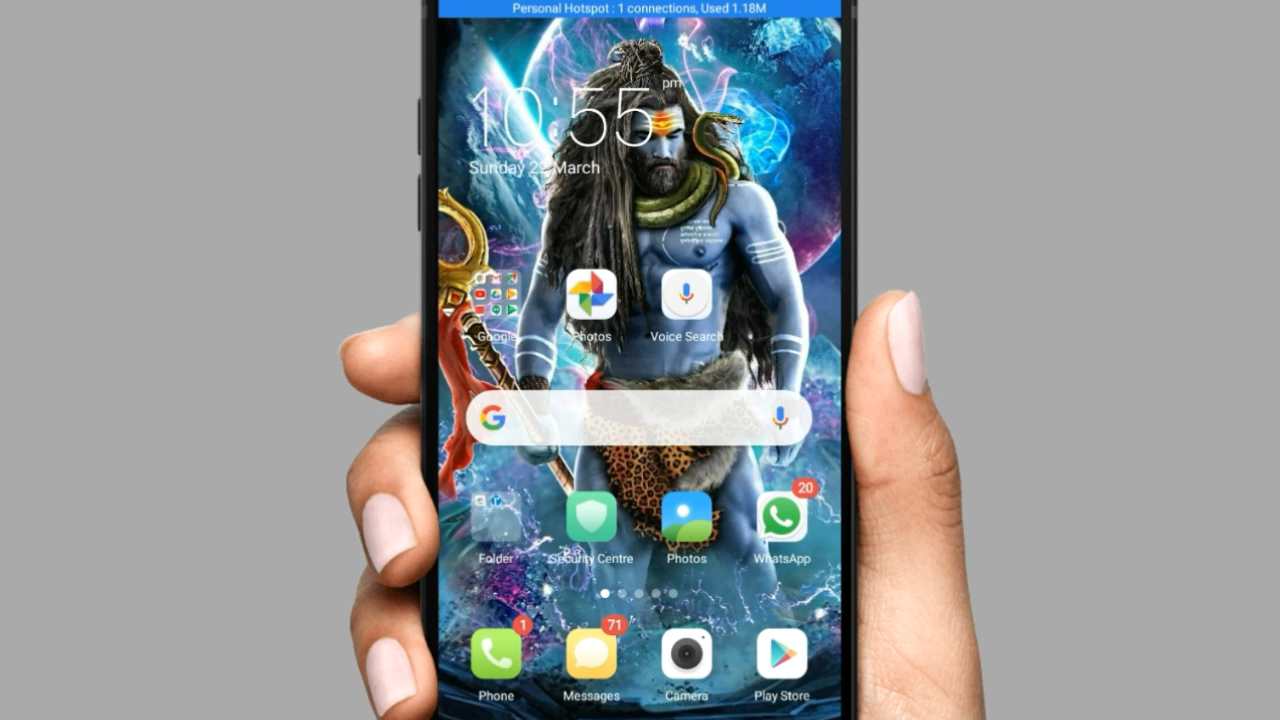 Personal Hotspot : 1 connections, Used 1.18M
10:55 pm
Sunday 22 March
Google
Photos
Voice Search
G
20
Folder
Security Centre
Photos
WhatsApp
1
71
Phone
Messages
Camera
Play Store